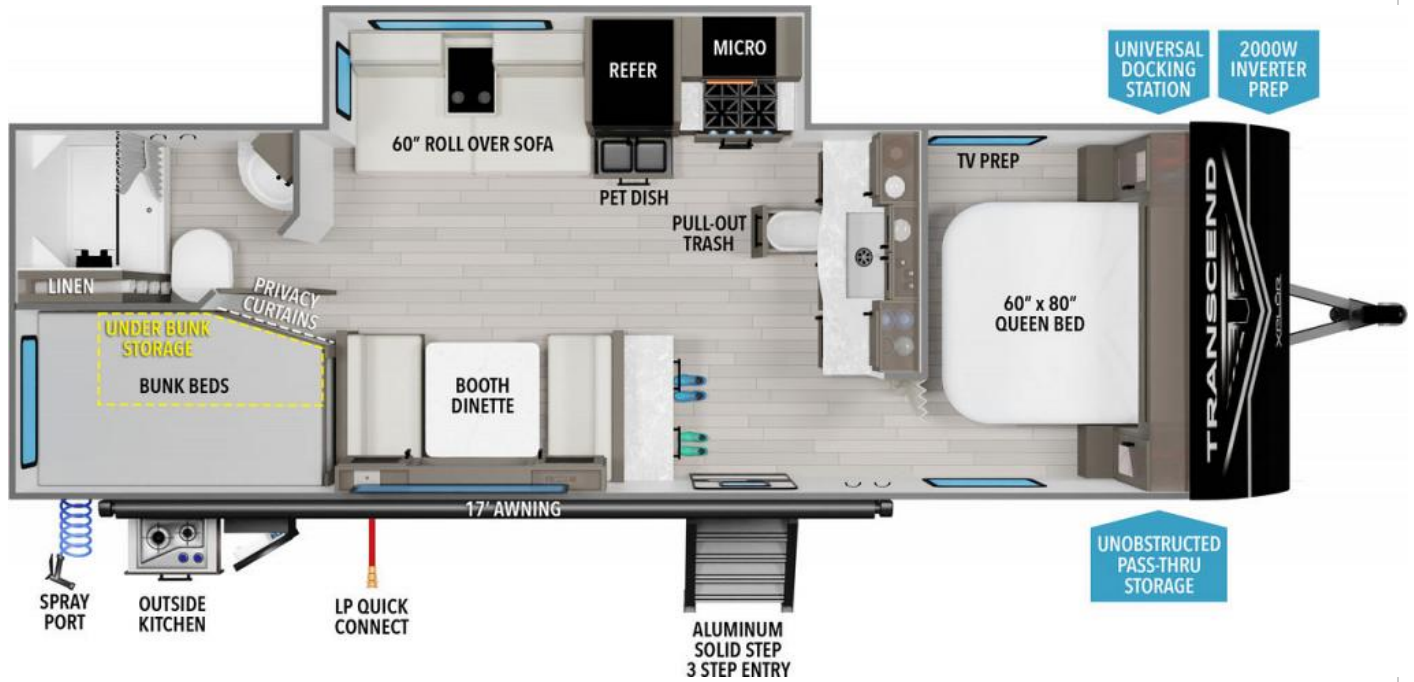 UNIVERSAL
DOCKING
STATION
2000W
INVERTER
PREP
MICRO
REFER
60" ROLL OVER SOFA
TV PREP
PET DISH
PULL-OUT
TRASH
LINEN
PRIVACY
CURTAINS
UNDER BUNK
STORAGE
BUNK BEDS
BOOTH
DINETTE
60" x 80"
QUEEN BED
TRANSCEND
XPLOR
17' AWNING
UNOBSTRUCTED
PASS-THRU
STORAGE
SPRAY
PORT
OUTSIDE
KITCHEN
LP QUICK
CONNECT
ALUMINUM
SOLID STEP
3 STEP ENTRY